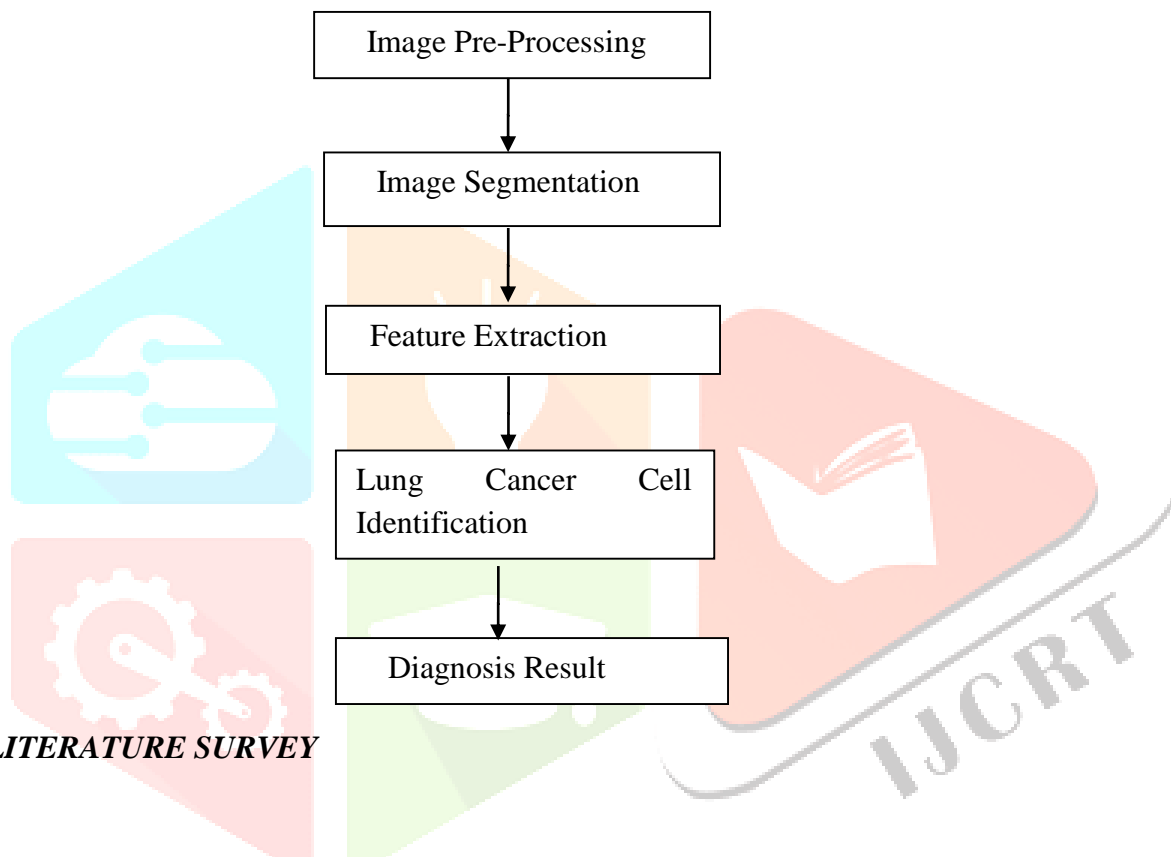 Image Pre-Processing
Image Segmentation
Feature Extraction
Lung Cancer Cell
Identification
Diagnosis Result
LITERATURE SURVEY
IJCRT